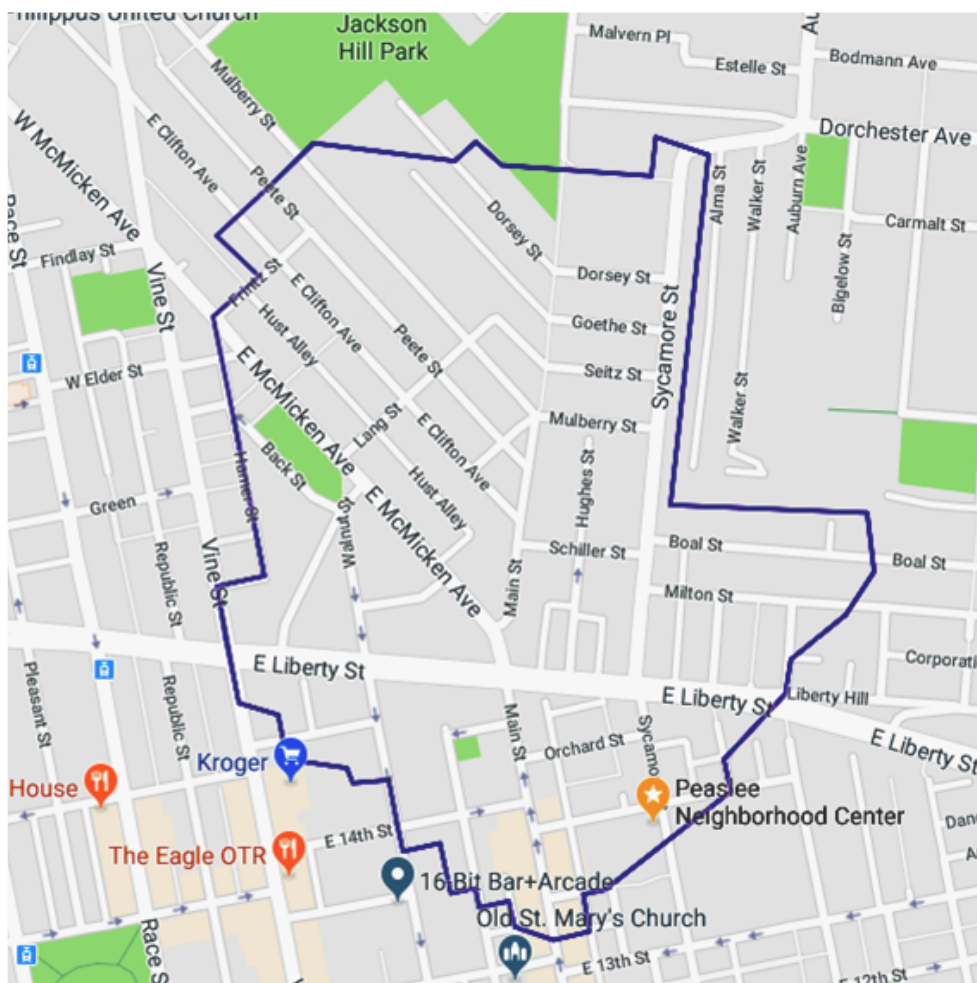 hilippus United Church
Jackson
Hill Park
Au
Malvern Pl
Estelle St
Bodmann Ave
Mulberry St
W McMicken Ave
E Clifton Ave
Dorchester Ave
Peete St
Race St
Findlay St
Dorsey St
Alma St
Walker St
Auburn Ave
Carmalt St
Bigelow St
Vine St
Frintz St
E Clifton Ave
Dorsey St
Hust Alley
Goethe St
Sycamore St
Peete St
Seitz St
W Elder St
E McMicken Ave
Lang St
E Clifton Ave
Mulberry St
Walker St
Back St
Hamer St
Hust Alley
Hughes St
Green
E McMicken Ave
Walnut St
Republic St
Vine St
Main St
Schiller St
Boal St
Boal St
Milton St
E Liberty St
Corporati
Pleasant St
Republic St
E Liberty St
Liberty Hill
Main St
Sycamo
E Liberty St
Orchard St
Kroger
House
Peaslee
Neighborhood Center
Dan
E 14th St
The Eagle OTR
16-Bit Bar+Arcade
Old St. Mary's Church
Race S
E 13th St
E 12th St